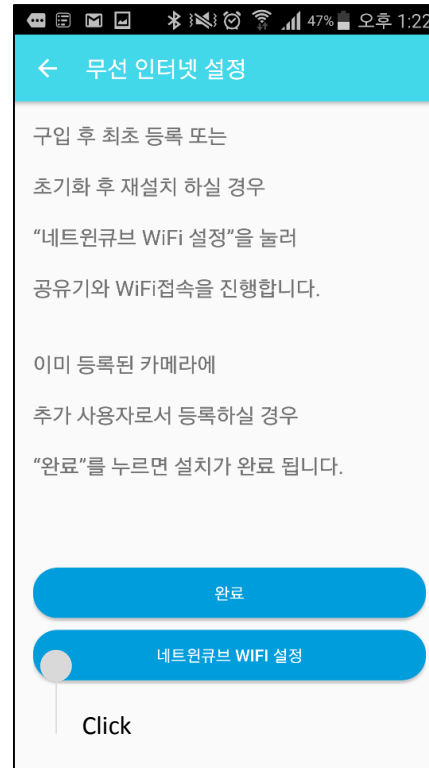 47% 오후 1:22
무선 인터넷 설정
구입 후 최초 등록 또는
초기화 후 재설치 하실 경우
“네트윈큐브 WiFi 설정”을 눌러
공유기와 WiFi접속을 진행합니다.
이미 등록된 카메라에
추가 사용자로서 등록하실 경우
“완료”를 누르면 설치가 완료 됩니다.
완료
네트윈큐브 WIFI 설정
Click